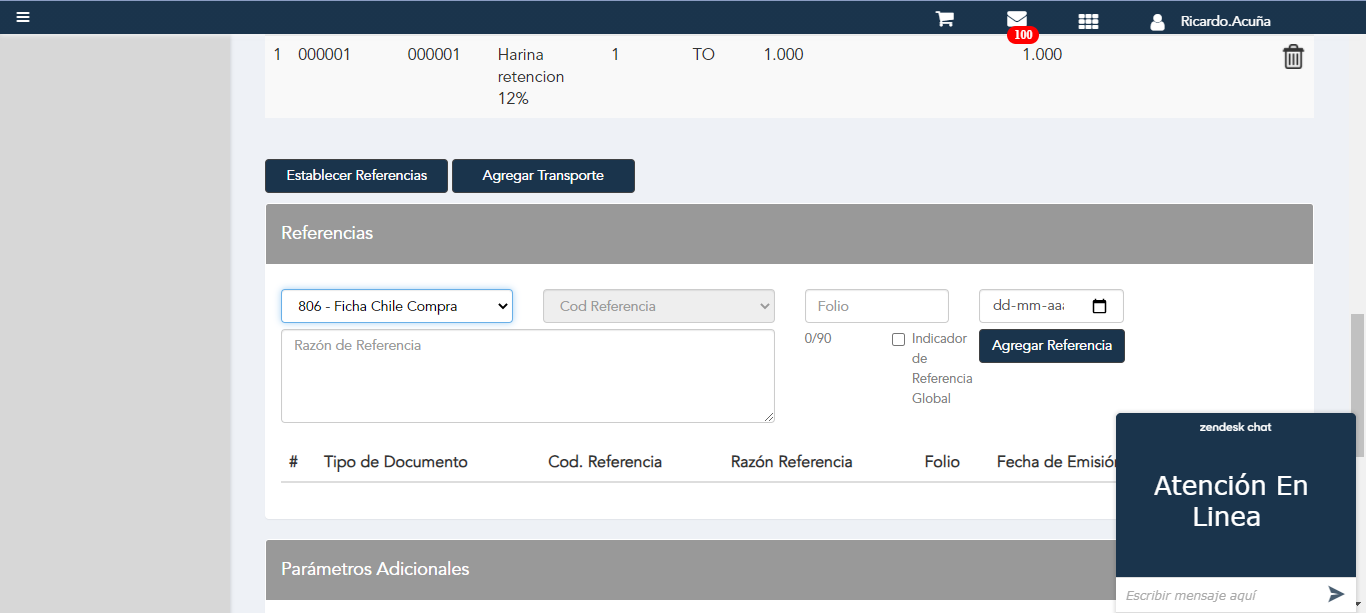 Ricardo.Acuña
100
1 000001 000001 Harina 1 TO 1.000 1.000
retencion
12%
Establecer Referencias Agregar Transporte
Referencias
806 - Ficha Chile Compra Cod Referencia Folio dd-mm-aaa
Razón de Referencia 0/90 Indicador Agregar Referencia
de
Referencia
Global
# Tipo de Documento Cod. Referencia Razón Referencia Folio Fecha de Emisión
zendesk chat
Atención En
Linea
Parámetros Adicionales
Escribir mensaje aquí